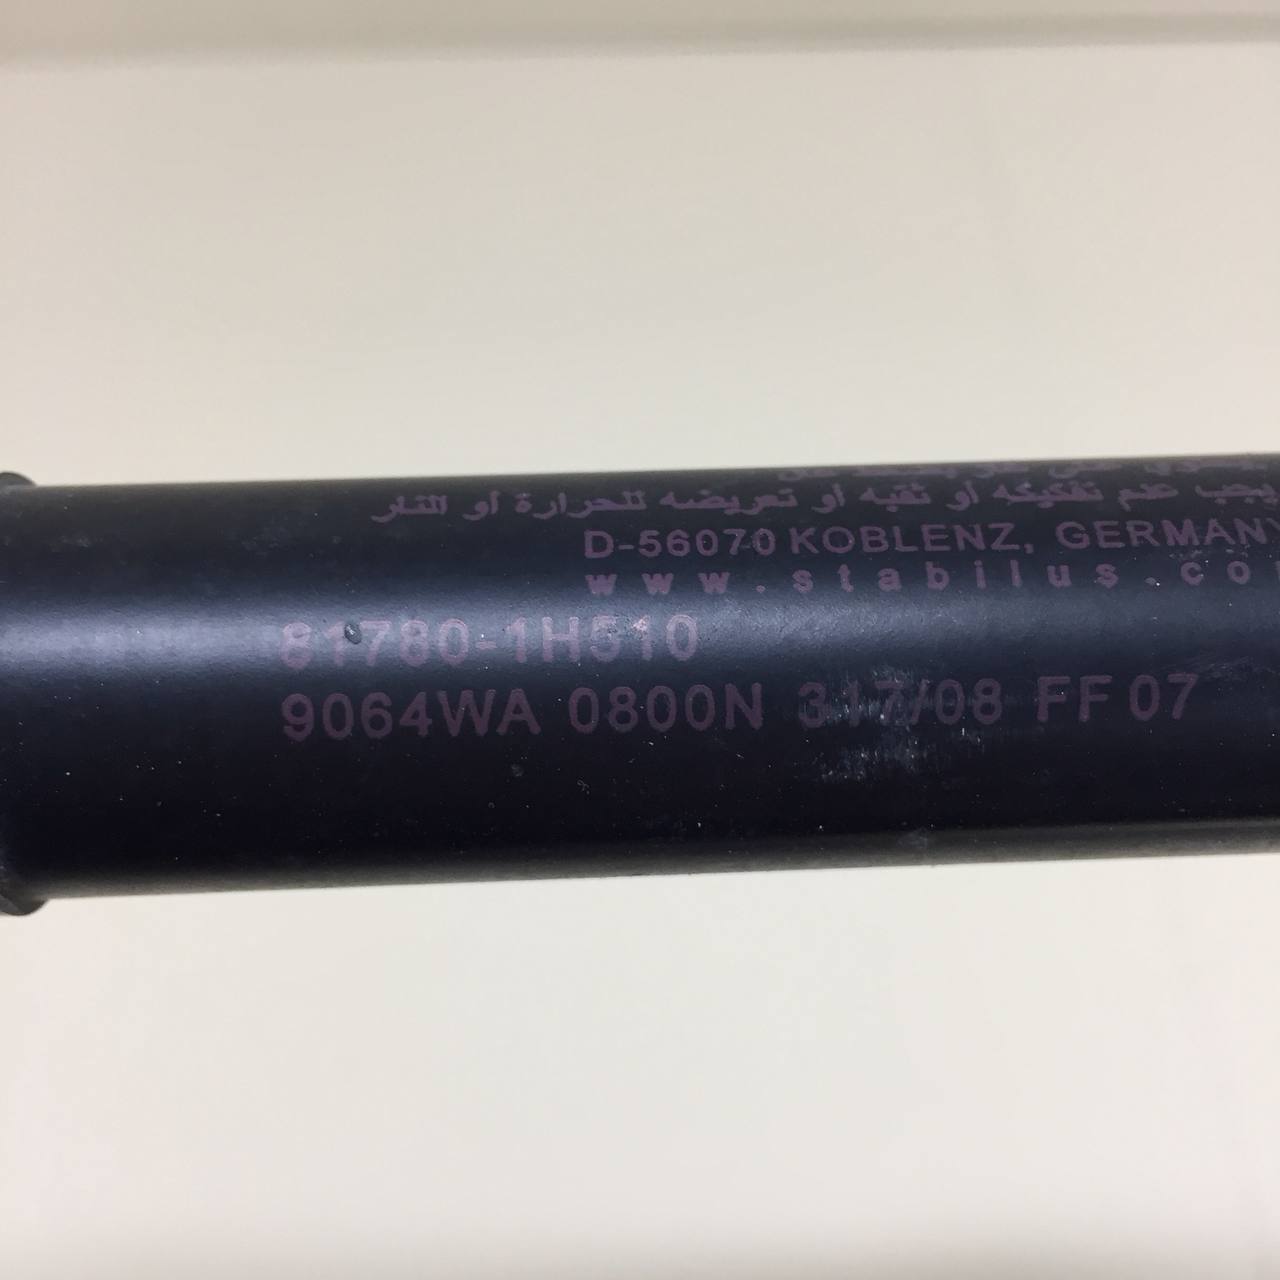 يجب عدم تفكيكه أو ثقبه أو تعريضه للحرارة أو النار
D-56070 KOBLENZ, GERMANY
www.stabilus.co
81780-1H510
9064WA 0800N 317/08 FF 07